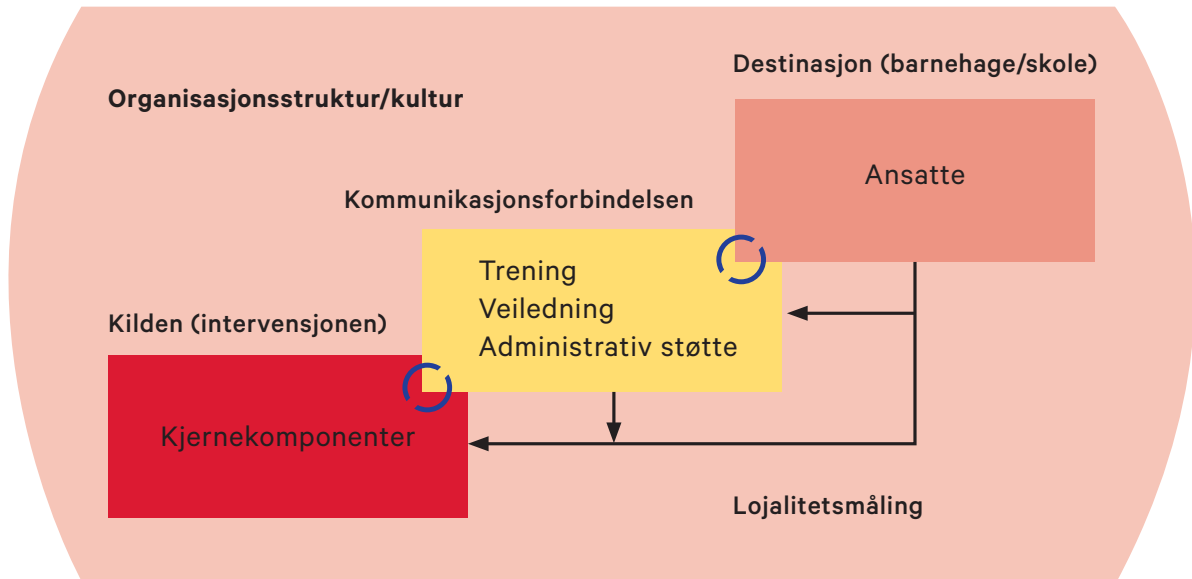 Destinasjon (barnehage/skole)
Organisasjonsstruktur/kultur
Ansatte
Kommunikasjonsforbindelsen
Trening
Veiledning
Administrativ støtte
Kilden (intervensjonen)
Kjernekomponenter
Lojalitetsmåling